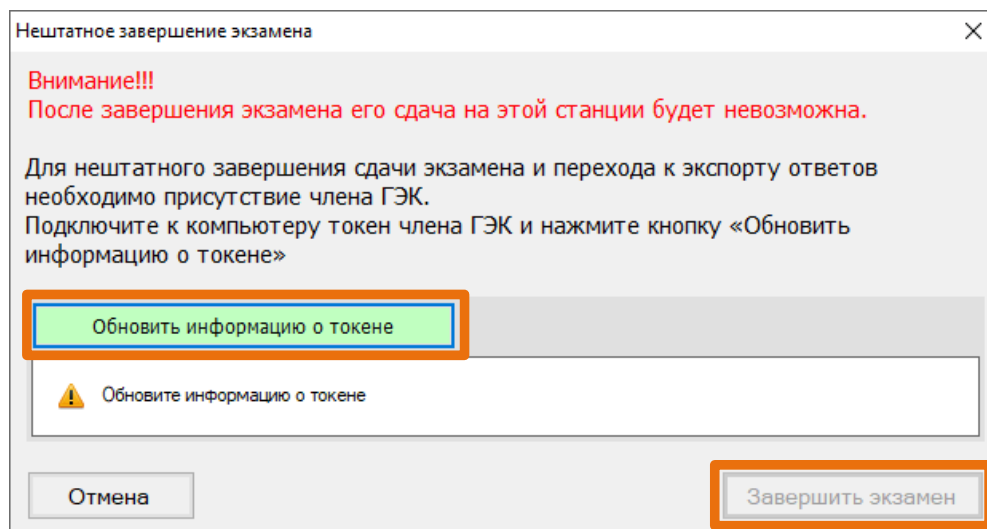 Нештатное завершение экзамена
Внимание!!!
После завершения экзамена его сдача на этой станции будет невозможна.
Для нештатного завершения сдачи экзамена и перехода к экспорту ответов
необходимо присутствие члена ГЭК.
Подключите к компьютеру токен члена ГЭК и нажмите кнопку «Обновить
информацию о токене»
Обновить информацию о токене
Обновите информацию о токене
Отмена
Завершить экзамен